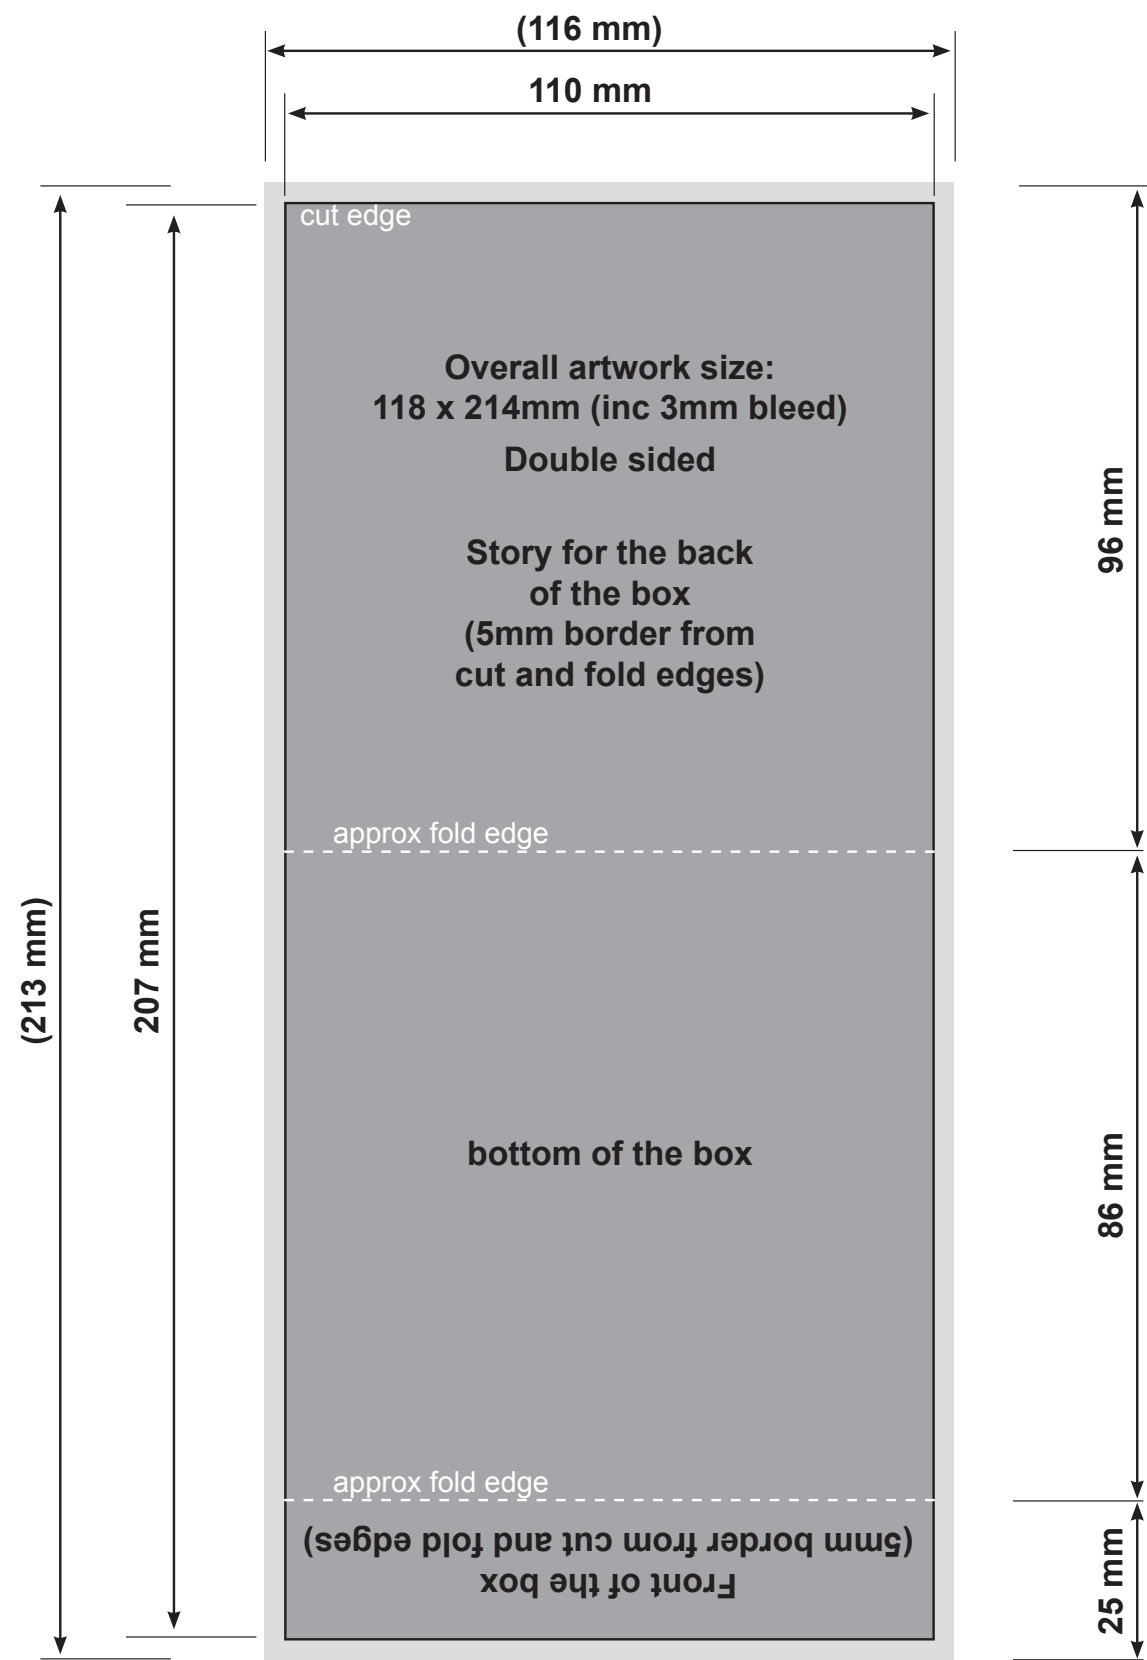 (116 mm)
110 mm
cut edge
Overall artwork size:
118 x 214mm (inc 3mm bleed)
Double sided
Story for the back
of the box
(5mm border from
cut and fold edges)
96 mm
approx fold edge
(213 mm)
207 mm
bottom of the box
86 mm
approx fold edge
Front of the box
(5mm border from cut and fold edges)
25 mm